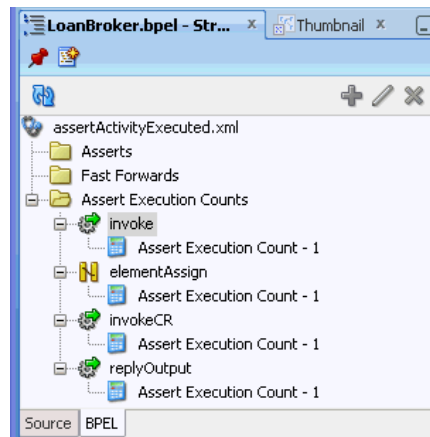 LoanBroker.bpel - Str... Thumbnail
assertActivityExecuted.xml
Asserts
Fast Forwards
Assert Execution Counts
invoke
Assert Execution Count - 1
elementAssign
Assert Execution Count - 1
invokeCR
Assert Execution Count - 1
replyOutput
Assert Execution Count - 1
Source BPEL